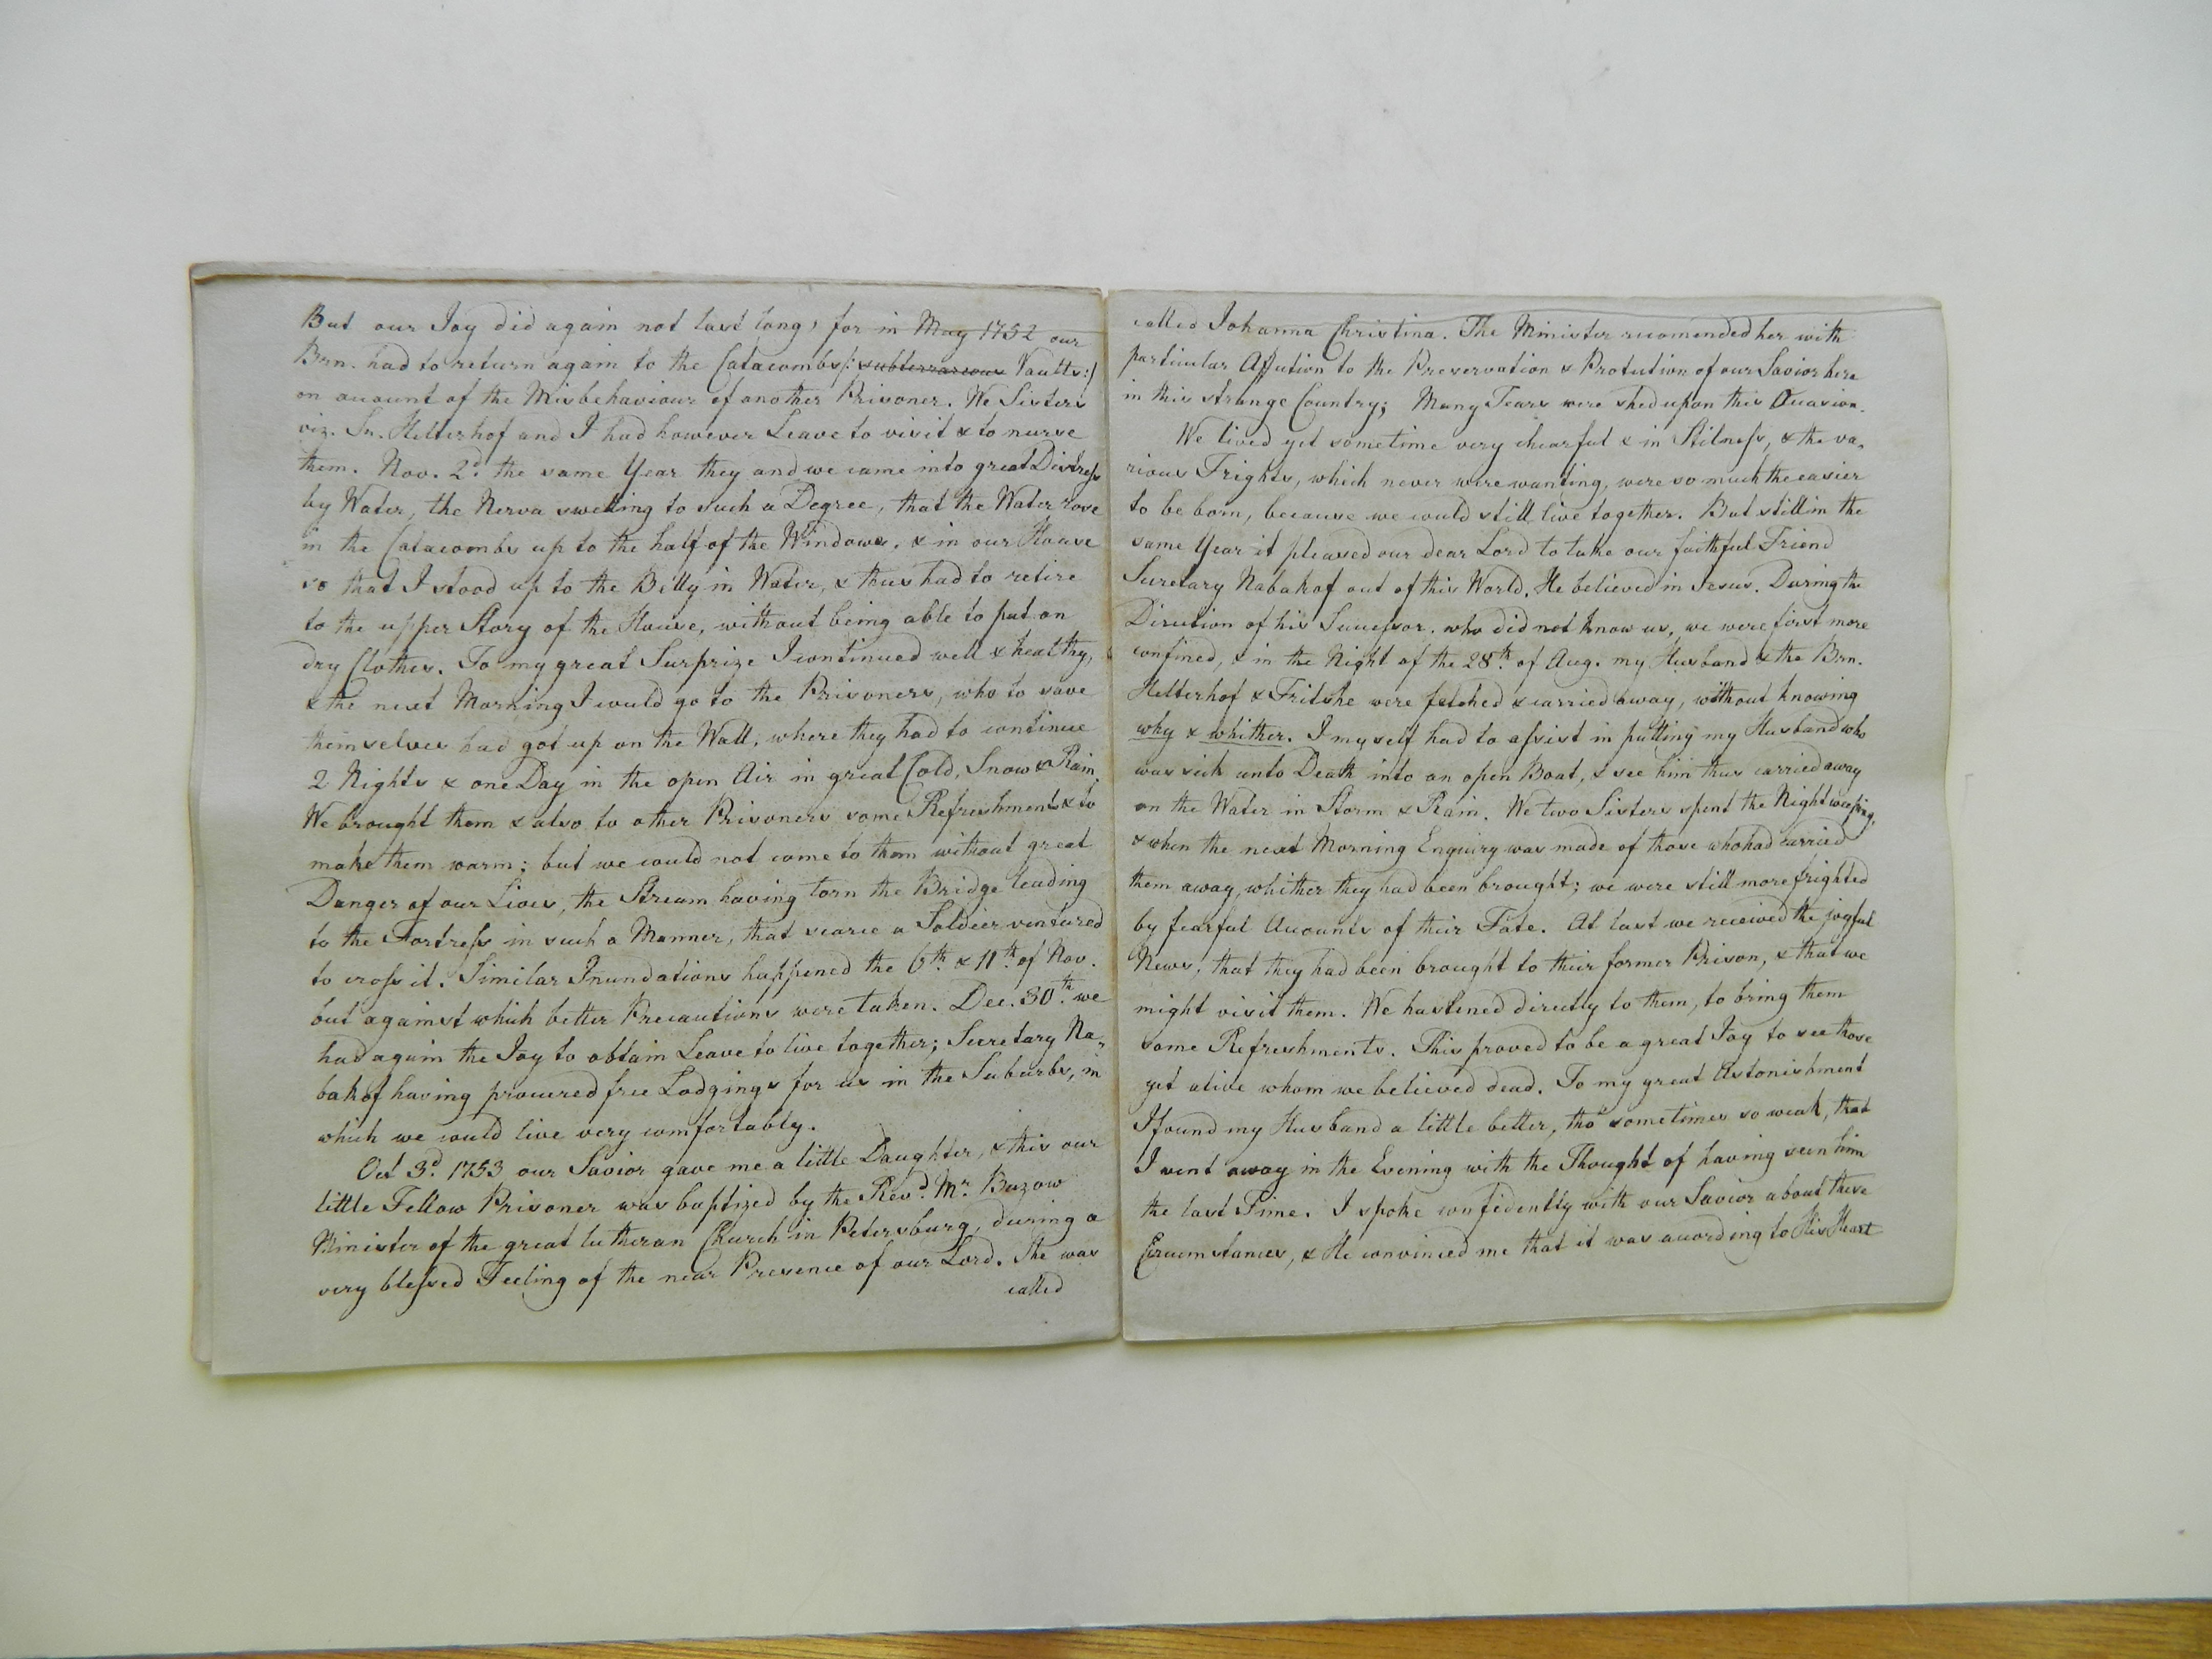 But our Joy did again not last long, for in May 1752 our
Brn. had to return again to the Catacombs /: subterraneous Vaults :/
on account of the Misbehaviour of another Prisoner. We Sisters
viz. Sr. Helterhof and I had however Leave to visit & to nurse
them. Nov. 2d. the same Year they and we came into great Distress
by Water, the Nerva swelling to such a Degree, that the Water rose
in the Catacombs up to the half of the Windows, & in our House
so that I stood up to the Belly in Water, & thus had to retire
to the upper Story of the House, without being able to put on
dry Clothes. To my great Surprize I continued well & healthy,
& the next Morning I could go to the Prisoners, who to save
themselves had got up on the Wall, where they had to continue
2 Nights & one Day in the open Air in great Cold, Snow & Rain.
We brought them & also to other Prisoners some Refreshments & to
make them warm; but we could not come to them without great
Danger of our Lives, the Stream having torn the Bridge leading
to the Fortress in such a Manner, that scarce a Soldier ventured
to cross it. Similar Inundations happened the 6th. & 11th. of Nov.
but against which better Precautions were taken. Dec. 30th. we
had again the Joy to obtain Leave to live together; Secretary Na-
bakof having procured free Lodgings for us in the Suburbs, in
which we could live very comfortably.
Oct 3d. 1753 our Savior gave me a little Daughter, & this our
little Fellow Prisoner was baptized by the Revd. Mr. Buzow
Minister of the great lutheran Church in Petersburg, during a
very blessed Feeling of the near Presence of our Lord. She was
called
called Johanna Christina. The Minister recomended her with
particular Affection to the Preservation & Protection of our Savior here
in this strange Country; Many Tears were shed upon this Occasion.
We lived yet sometime very chearful & in Stilness, & the va-
rious Frights, which never were wanting, were so much the easier
to be born, because we could still live together. But still in the
same Year it pleased our dear Lord to take our faithful Friend
Secretary Nabakof out of this World. He believed in Jesus. During the
Direction of his Successor, who did not know us, we were first more
confined, & in the Night of the 28th. of Aug. my Husband & the Brn.
Helterhof & Fritshe were fetched & carried away, without knowing
why & whither. I myself had to assist in putting my Husband who
was sick unto Death into an open Boat, & see him thus carried away
on the Water in Storm & Rain. We two Sisters spent the Night weeping,
& when the next Morning Enquiry was made of those who had carried
them away, whither they had been brought; we were still more frighted
by fearful Accounts of their Fate. At last we received the joyful
News, that they had been brought to their former Prison, & that we
might visit them. We hastened directly to them, to bring them
some Refreshments. This proved to be a great Joy to see those
yet alive whom we believed dead. To my great Astonishment
I found my Husband a little better, tho' sometimes so weak, that
I went away in the Evening with the Thought of having seen him
the last Time. I spoke confidently with our Savior about these
Circumstances, & He convinced me that it was according to His Heart